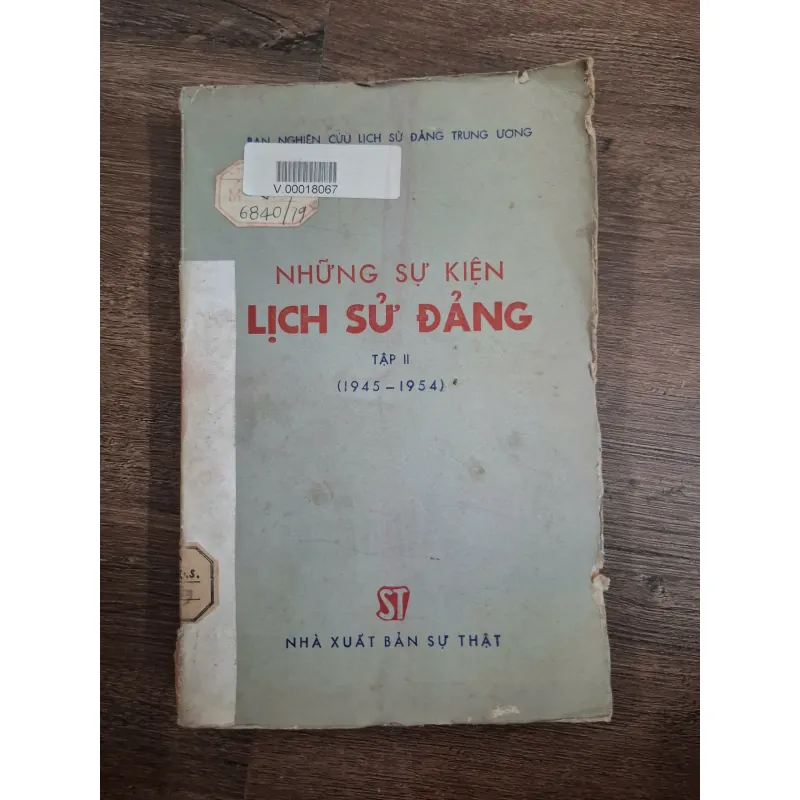 BAN NGHIÊN CỨU LỊCH SỬ ĐẢNG TRUNG ƯƠNG
V.00018067
6840/79
NHỮNG SỰ KIỆN
LỊCH SỬ ĐẢNG
TẬP II
(1945-1954)
ST
NHÀ XUẤT BẢN SỰ THẬT